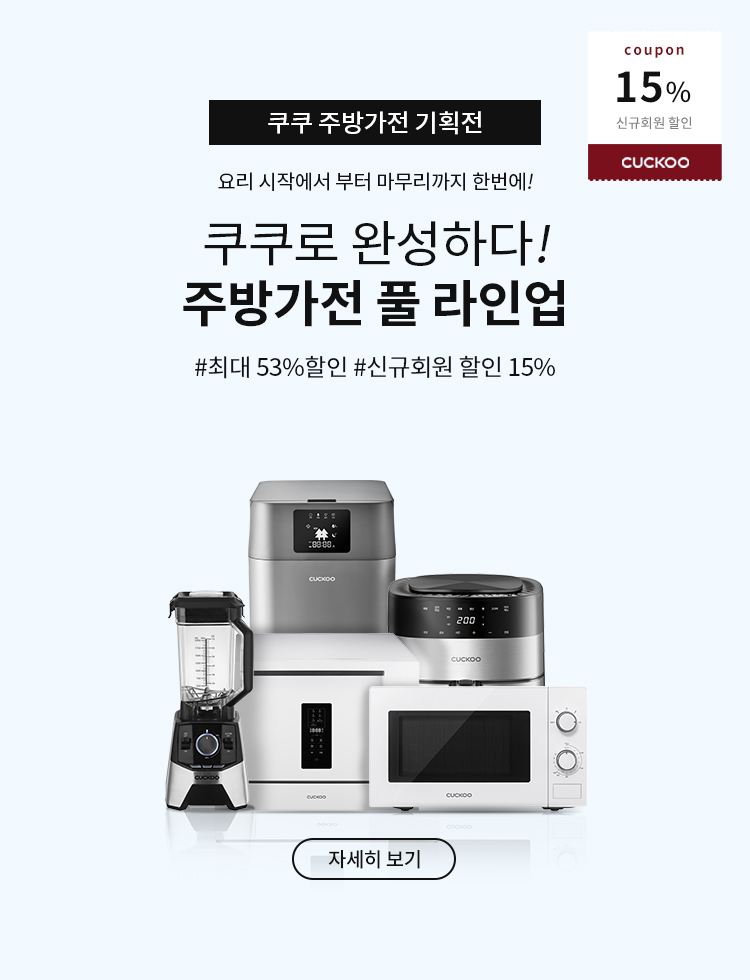 coupon
15%
신규회원 할인
CUCKOO
쿠쿠 주방가전 기획전
요리 시작에서 부터 마무리까지 한번에!
쿠쿠로 완성하다!
주방가전 풀 라인업
#최대 53%할인 #신규회원 할인 15%
CUCKOO
200
CUCKOO
CUCKOO
CUCKOO
CUCKOO
자세히 보기